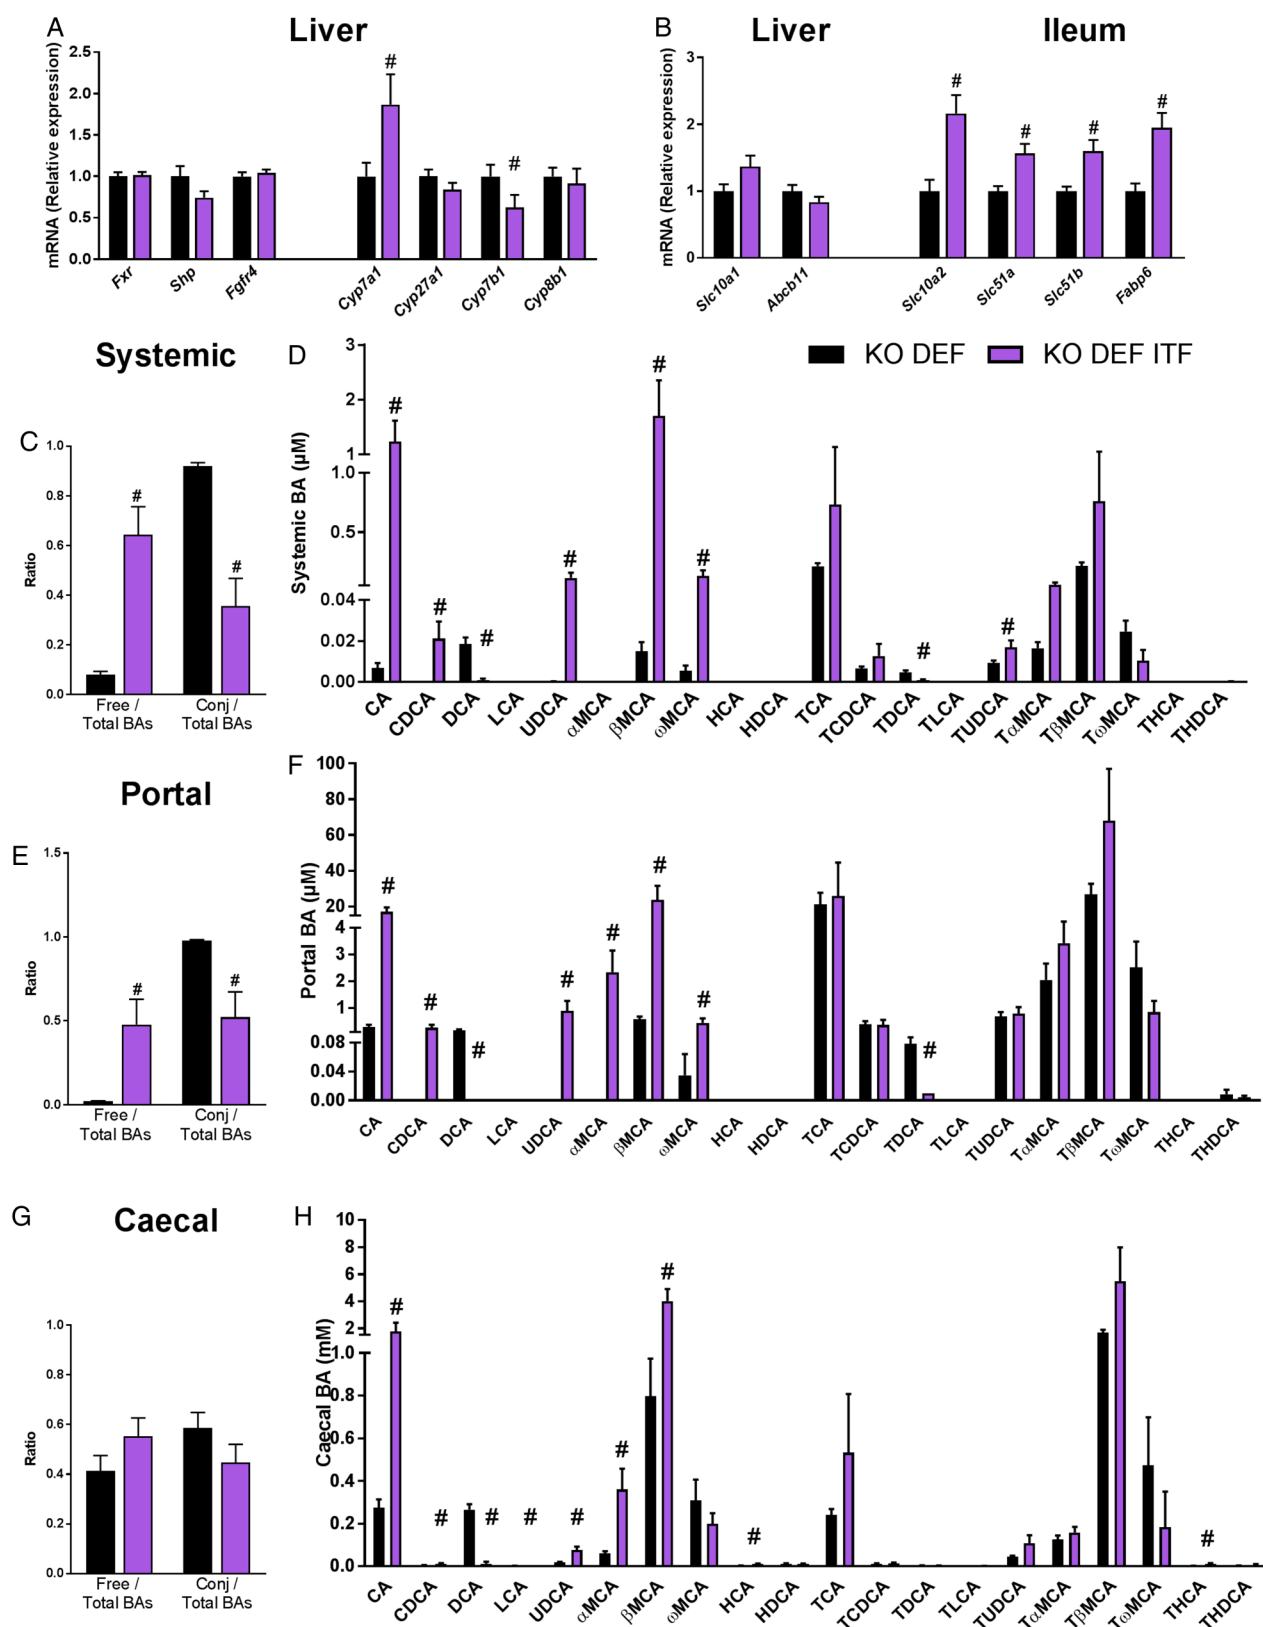 A
Liver
mRNA (Relative expression)
2.5
2.0
1.5
1.0
0.5
0.0
#
#
Fxr
Shp
Fgfr4
Cyp7a1
Cyp27a1
Cyp7b1
Cyp8b1
B
Liver
Ileum
mRNA (Relative expression)
3
2
1
0
#
#
#
#
Slc10a1
Abcb11
Slc10a2
Slc51a
Slc51b
Fabp6
Systemic
C
Ratio
1.0
0.8
0.6
0.4
0.2
0.0
#
#
Free /
Total BAs
Conj /
Total BAs
D
KO DEF
KO DEF ITF
Systemic BA (μM)
3
2
1
1.0
0.5
0.04
0.02
0.00
#
#
#
#
#
#
#
#
CA
CDCA
DCA
LCA
UDCA
αMCA
βMCA
ωMCA
HCA
HDCA
TCA
TCDCA
TDCA
TLCA
TUDCA
TαMCA
TβMCA
TωMCA
THCA
THDCA
Portal
E
Ratio
1.5
1.0
0.5
0.0
#
#
Free /
Total BAs
Conj /
Total BAs
F
Portal BA (μM)
100
80
60
40
20
4
3
2
1
0.08
0.04
0.00
#
#
#
#
#
#
#
#
CA
CDCA
DCA
LCA
UDCA
αMCA
βMCA
ωMCA
HCA
HDCA
TCA
TCDCA
TDCA
TLCA
TUDCA
TαMCA
TβMCA
TωMCA
THCA
THDCA
G
Caecal
Ratio
1.0
0.8
0.6
0.4
0.2
0.0
Free /
Total BAs
Conj /
Total BAs
H
Caecal BA (mM)
10
8
6
4
2
1.0
0.8
0.6
0.4
0.2
0.0
#
#
#
#
#
#
#
#
#
CA
CDCA
DCA
LCA
UDCA
αMCA
βMCA
ωMCA
HCA
HDCA
TCA
TCDCA
TDCA
TLCA
TUDCA
TαMCA
TβMCA
TωMCA
THCA
THDCA